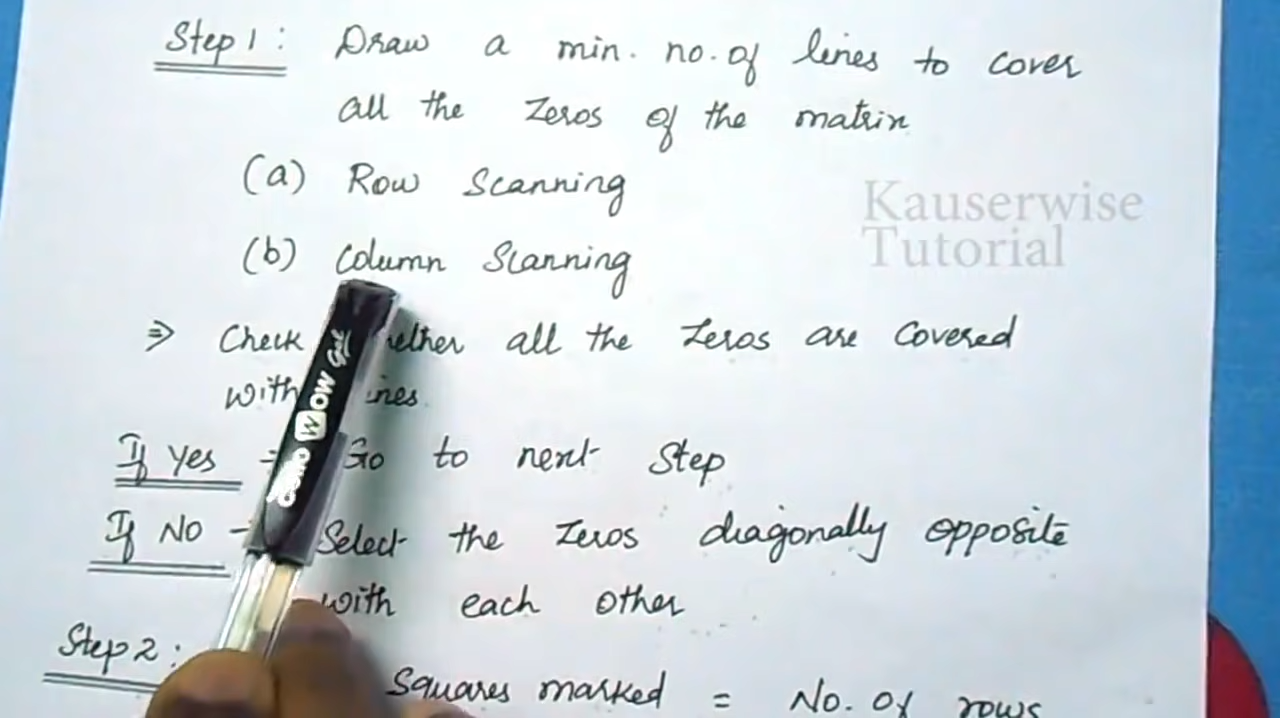 Step 1: Draw a min. no. of lines to cover
all the Zeros of the matrix
(a) Row Scanning
Kauserwise
Tutorial
(b) Column Scanning
⇒ Check all the Zeros are Covered
with
If Yes Go to next Step
If No Select the Zeros diagonally opposite
with each other
Step 2: Squares marked = No. of rows
WOW Gel